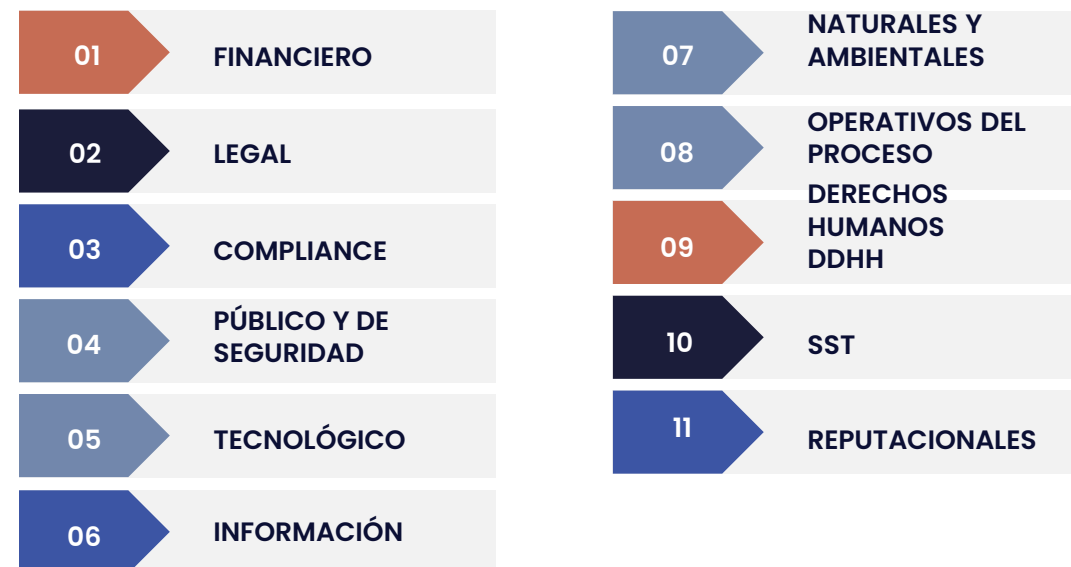 01
FINANCIERO
02
LEGAL
03
COMPLIANCE
04
PÚBLICO Y DE
SEGURIDAD
05
TECNOLÓGICO
06
INFORMACIÓN
07
NATURALES Y
AMBIENTALES
08
OPERATIVOS DEL
PROCESO
09
DERECHOS
HUMANOS
DDHH
10
SST
11
REPUTACIONALES